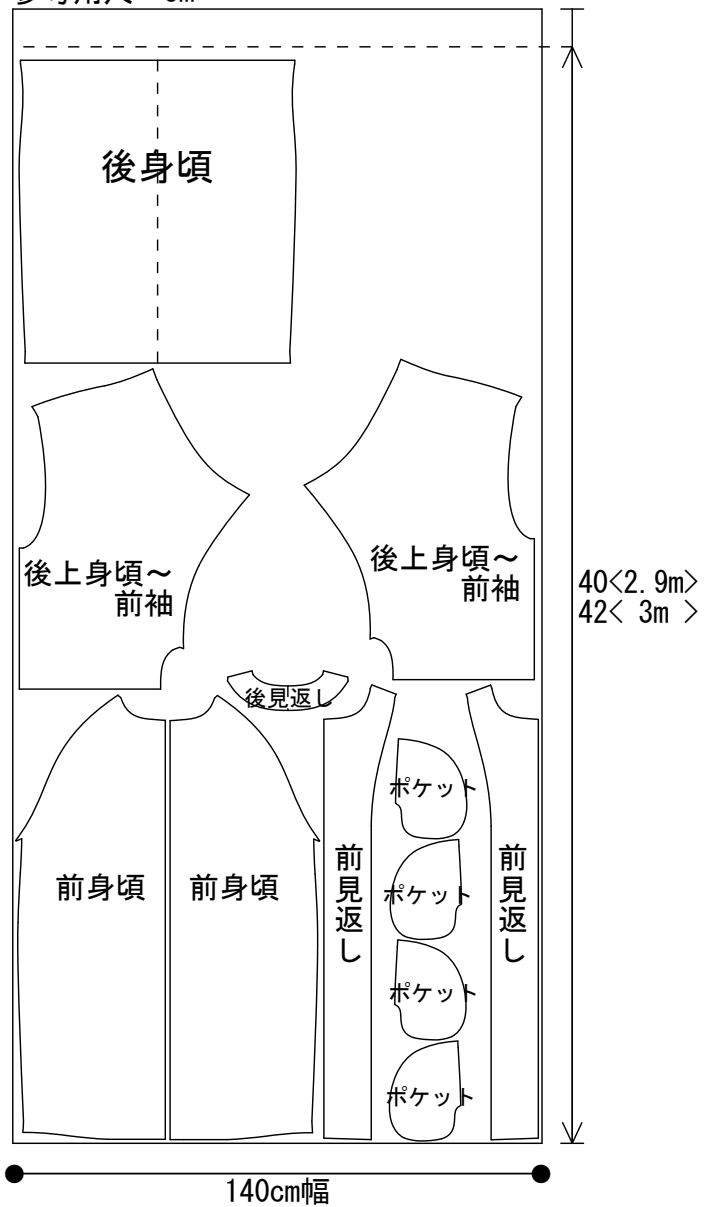 後身頃
後上身頃～
前袖
後上身頃～
前袖
40<2.9m>
42< 3m >
後見返し
前身頃
前身頃
前見返し
ポケット
ポケット
ポケット
ポケット
前見返し
140cm幅